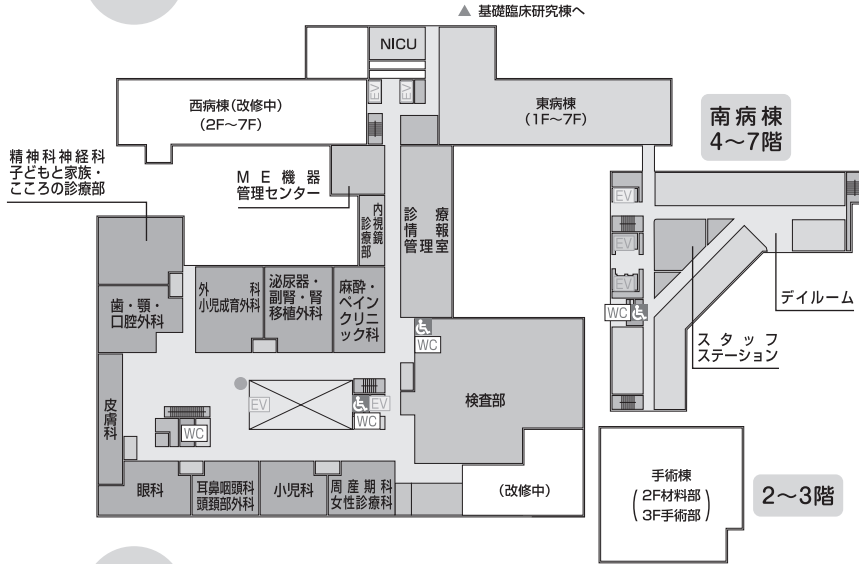 ▲ 基礎臨床研究棟へ
NICU
EV
EV
西病棟(改修中)
(2F～7F)
東病棟
(1F～7F)
南病棟
4～7階
精神科神経科
子どもと家族・
こころの診療部
ME機器
管理センター
内視鏡
診療部
診療
情報
管理室
EV
EV
EV
WC
デイルーム
スタッフ
ステーション
歯・顎・
口腔外科
外科
小児成育外科
泌尿器・
副腎・腎
移植外科
麻酔・
ペイン
クリニ
ック科
WC
検査部
皮膚科
EV
EV
WC
WC
眼科
耳鼻咽頭科
頭頸部外科
小児科
周産期科
女性診療科
(改修中)
手術棟
(2F材料部
3F手術部)
2～3階